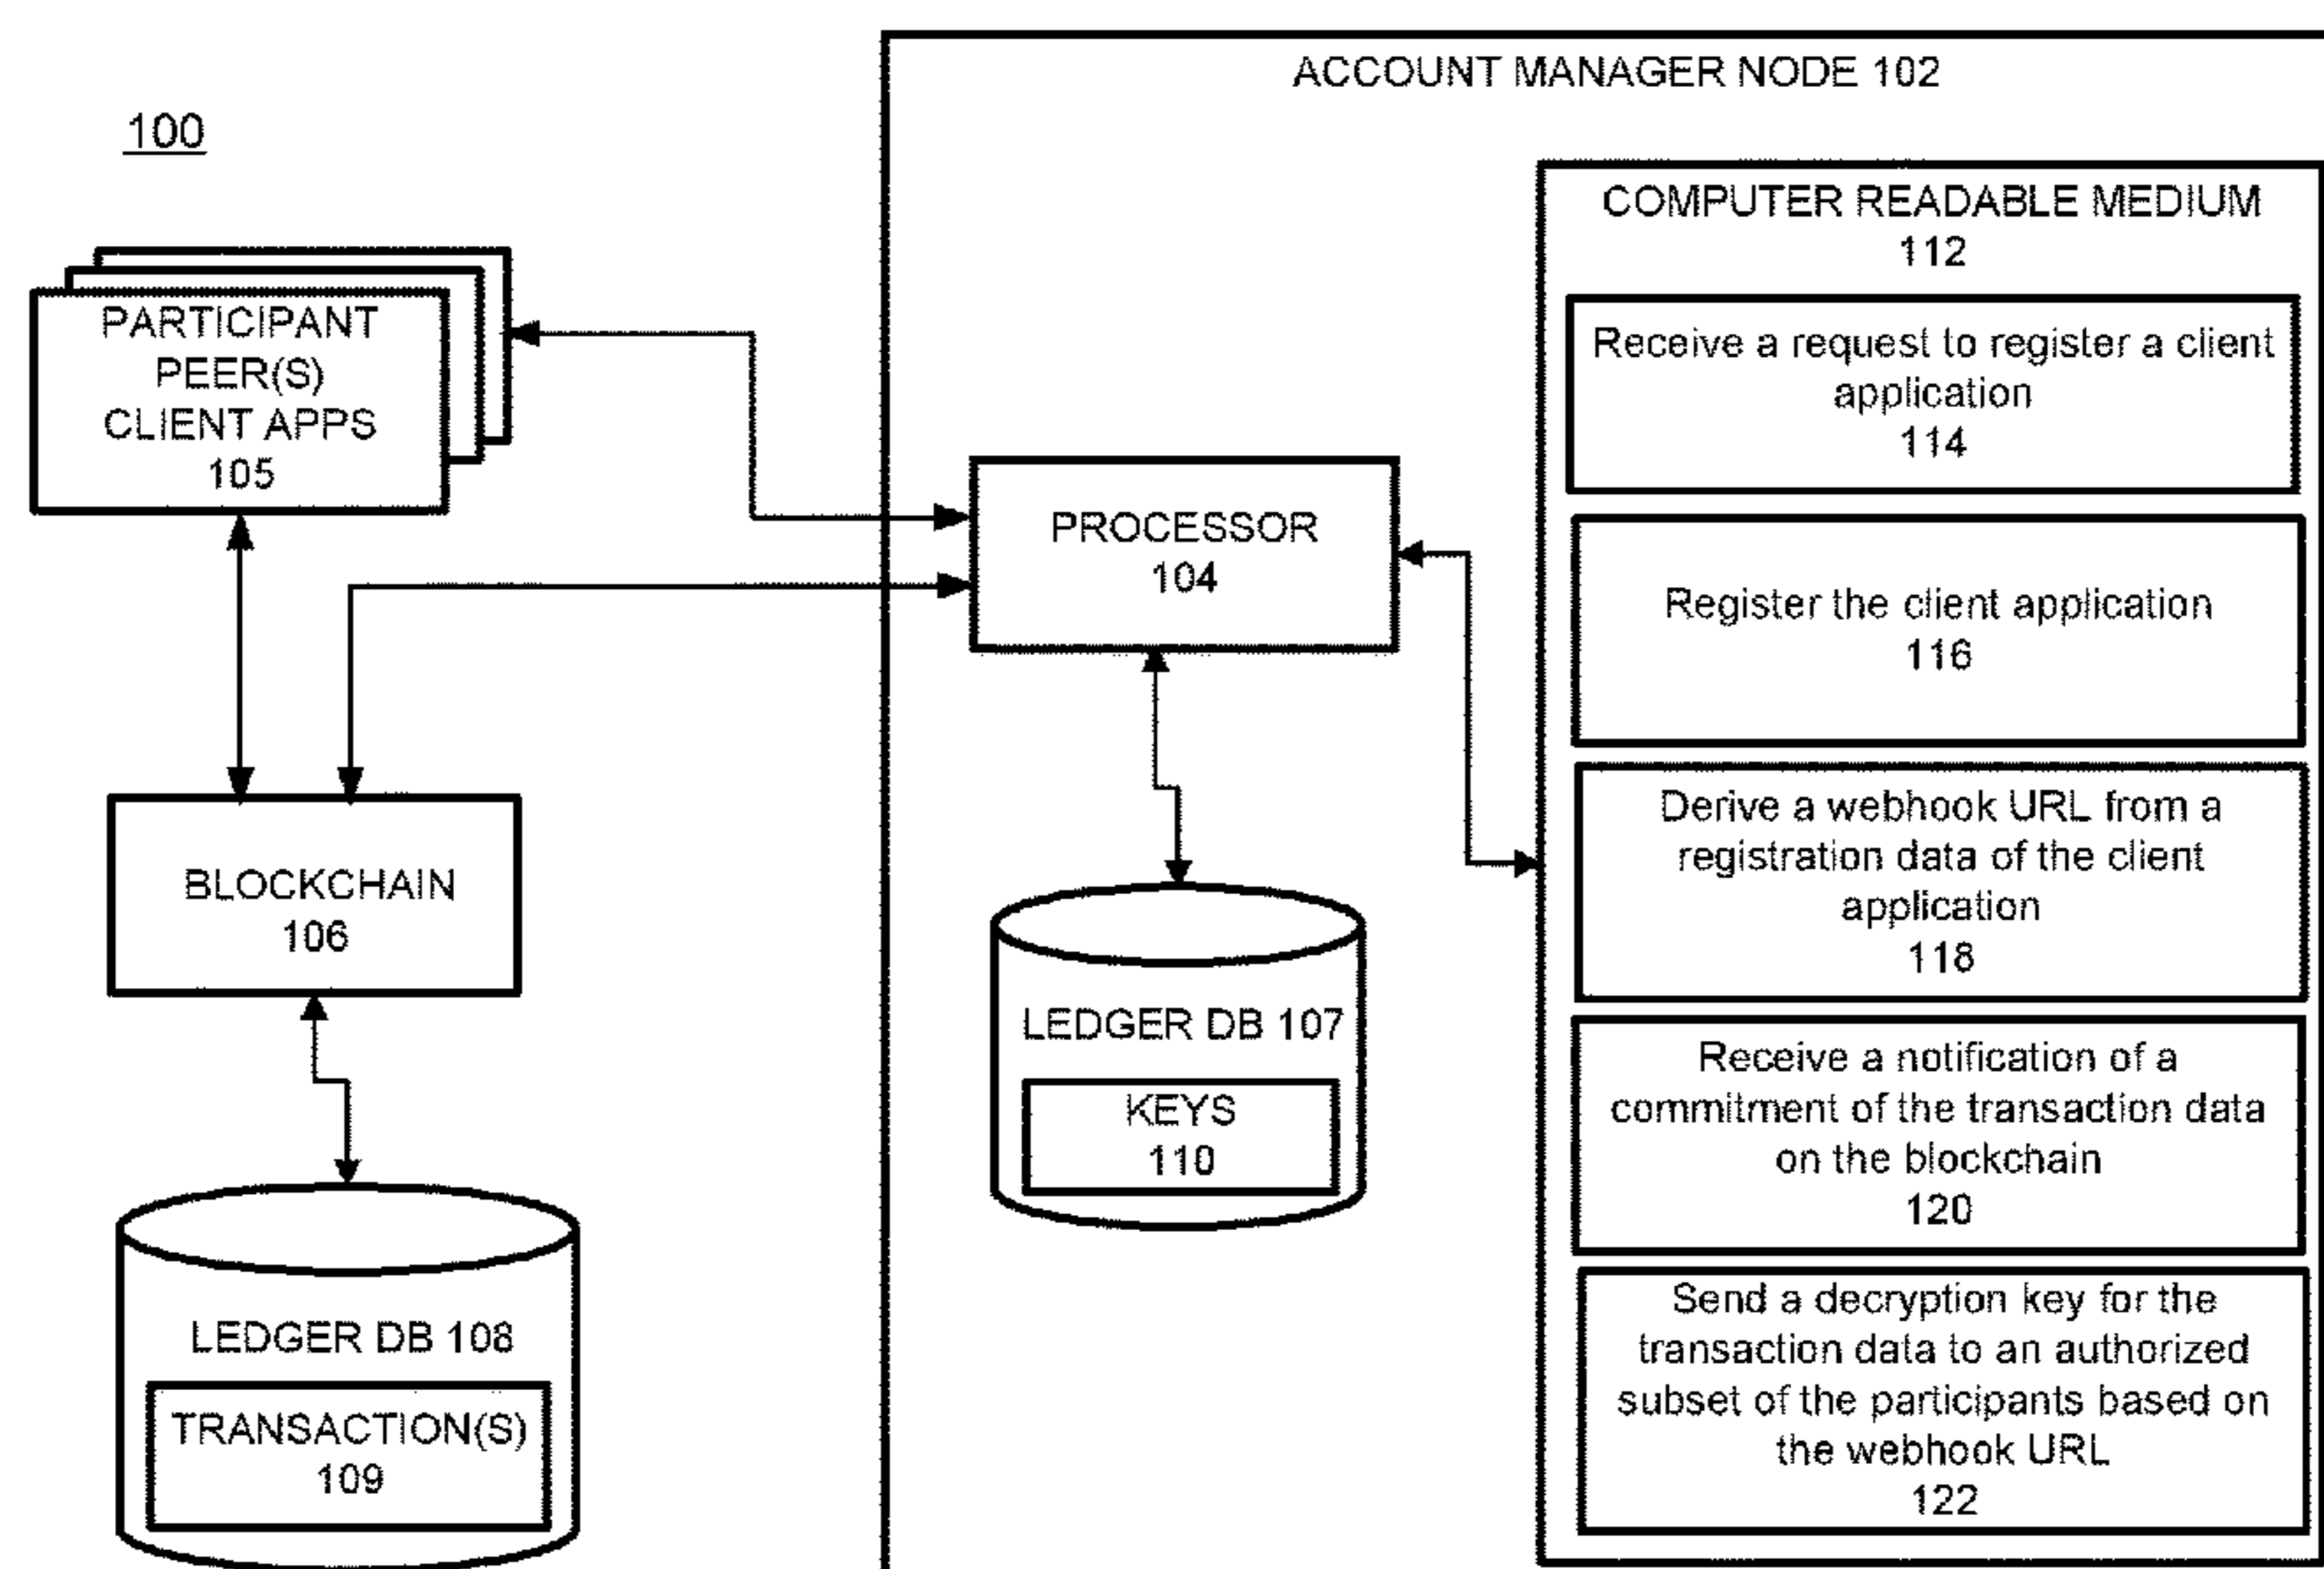 ACCOUNT MANAGER NODE 102
100
COMPUTER READABLE MEDIUM
112
PARTICIPANT
PEER(S)
CLIENT APPS
105
Receive a request to register a client
application
114
PROCESSOR
104
Register the client application
116
BLOCKCHAIN
106
Derive a webhook URL from a
registration data of the client
application
118
LEDGER DB 107
KEYS
110
Receive a notification of a
commitment of the transaction data
on the blockchain
120
LEDGER DB 108
TRANSACTION(S)
109
Send a decryption key for the
transaction data to an authorized
subset of the participants based on
the webhook URL
122